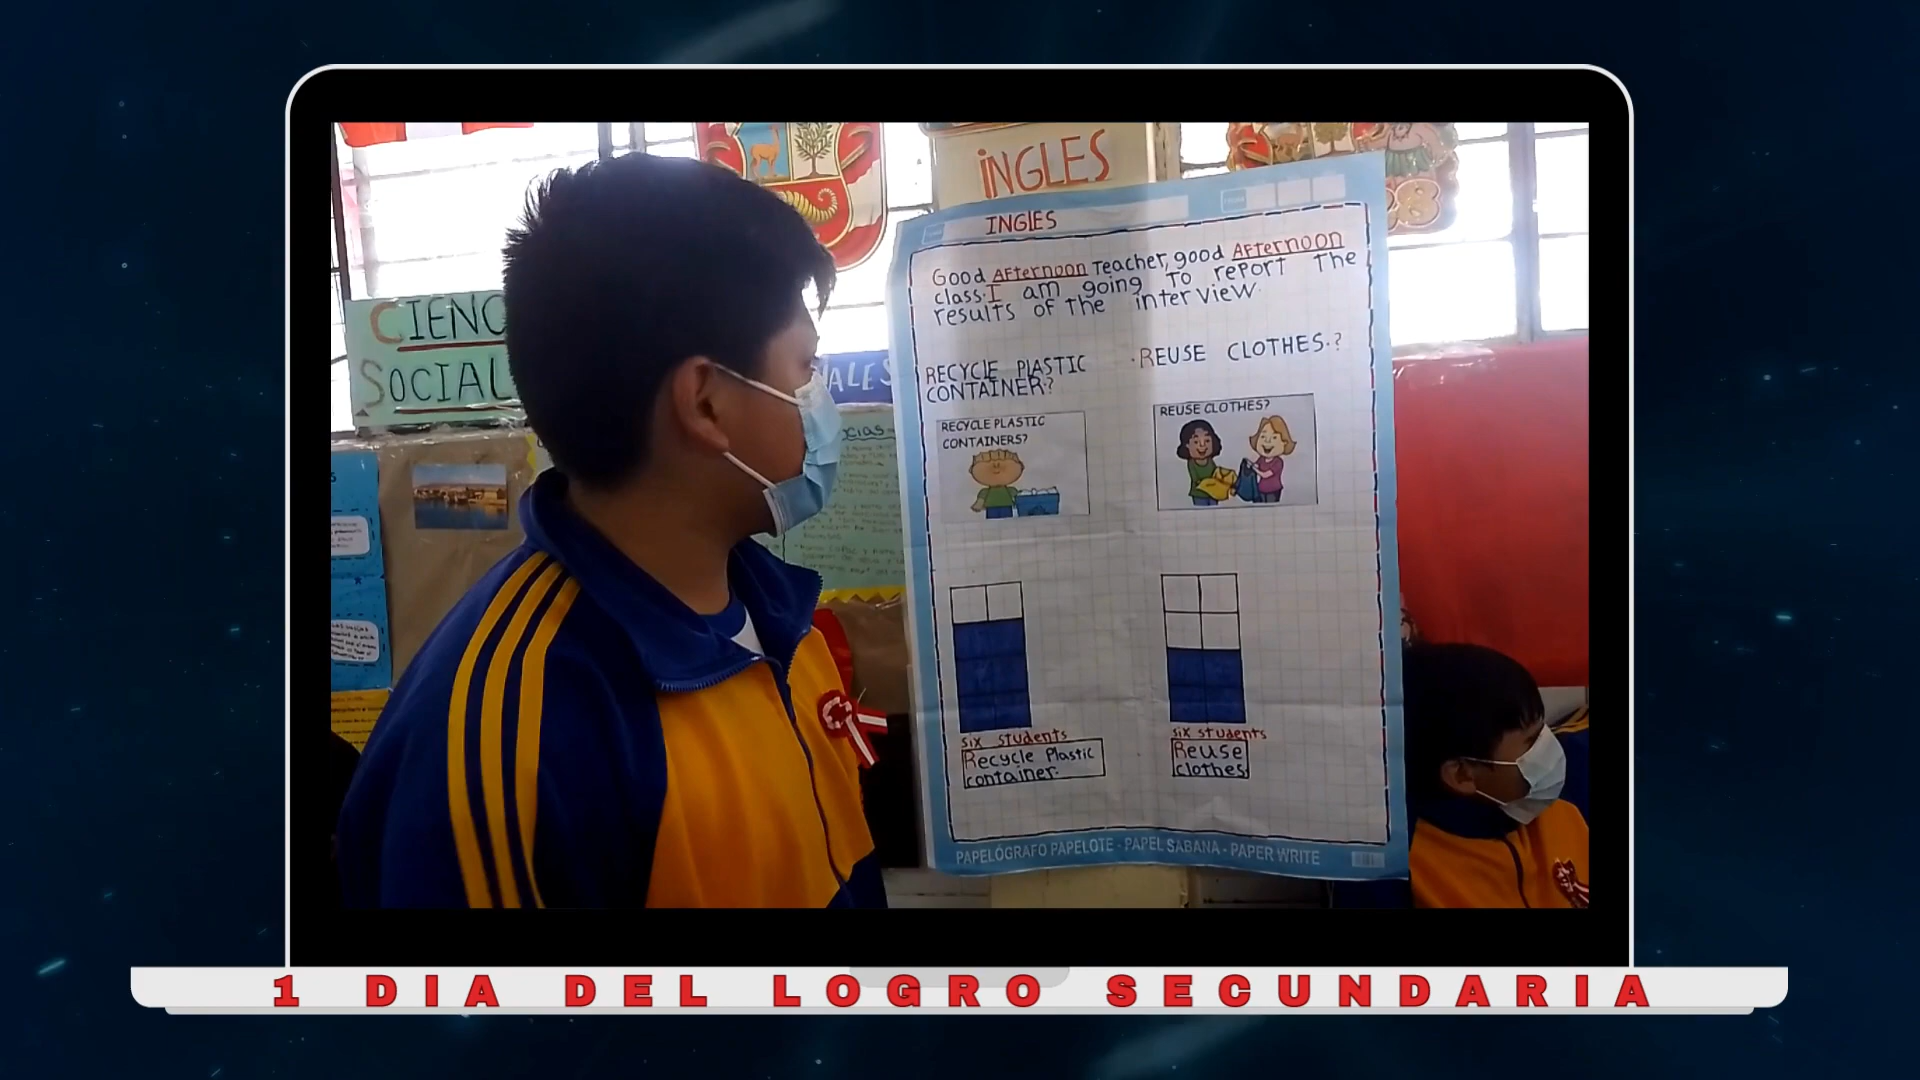 INGLES
INGLES
Good Afternoon Teacher, good Afternoon
class. I am going To report The
results of The interview.
RECYCLE PLASTIC
CONTAINER?
.REUSE CLOTHES.?
RECYCLE PLASTIC
CONTAINERS?
REUSE CLOTHES?
six students
Recycle Plastic
container.
six students
Reuse
clothes
PAPELÓGRAFO PAPELOTE - PAPEL SABANA - PAPER WRITE
CIENC
SOCIAL
ALES
1 DIA DEL LOGRO SECUNDARIA